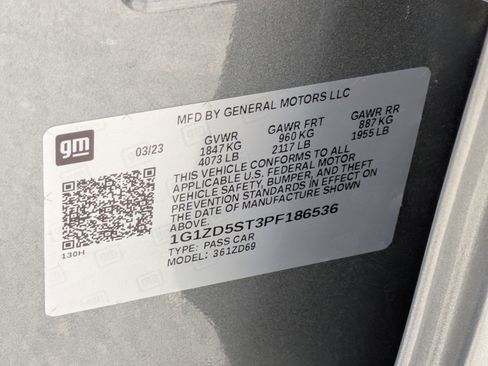 MFD BY GENERAL MOTORS LLC
gm
03/23
GVWR
1847 KG
4073 LB
GAWR FRT
960 KG
2117 LB
GAWR RR
887 KG
1955 LB
THIS VEHICLE CONFORMS TO ALL
APPLICABLE U.S. FEDERAL MOTOR
VEHICLE SAFETY, BUMPER, AND THEFT
PREVENTION STANDARDS IN EFFECT ON
THE DATE OF MANUFACTURE SHOWN
ABOVE.
1G1ZD5ST3PF186536
TYPE: PASS CAR
MODEL: 361ZD69
130H